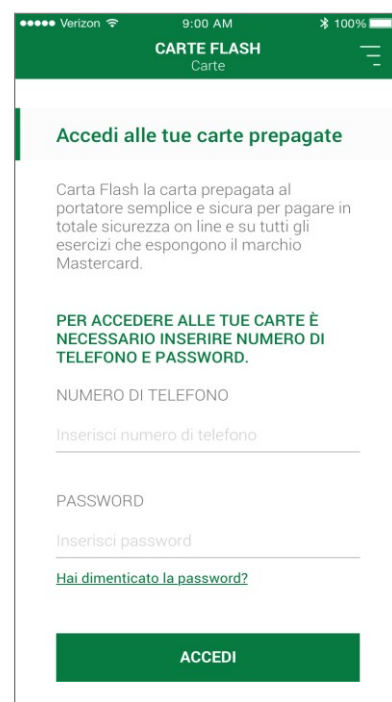 Verizon 9:00 AM 100%
CARTE FLASH
Carte
Accedi alle tue carte prepagate
Carta Flash la carta prepagata al
portatore semplice e sicura per pagare in
totale sicurezza on line e su tutti gli
esercizi che espongono il marchio
Mastercard.
PER ACCEDERE ALLE TUE CARTE È
NECESSARIO INSERIRE NUMERO DI
TELEFONO E PASSWORD.
NUMERO DI TELEFONO
Inserisci numero di telefono
PASSWORD
Inserisci password
Hai dimenticato la password?
ACCEDI